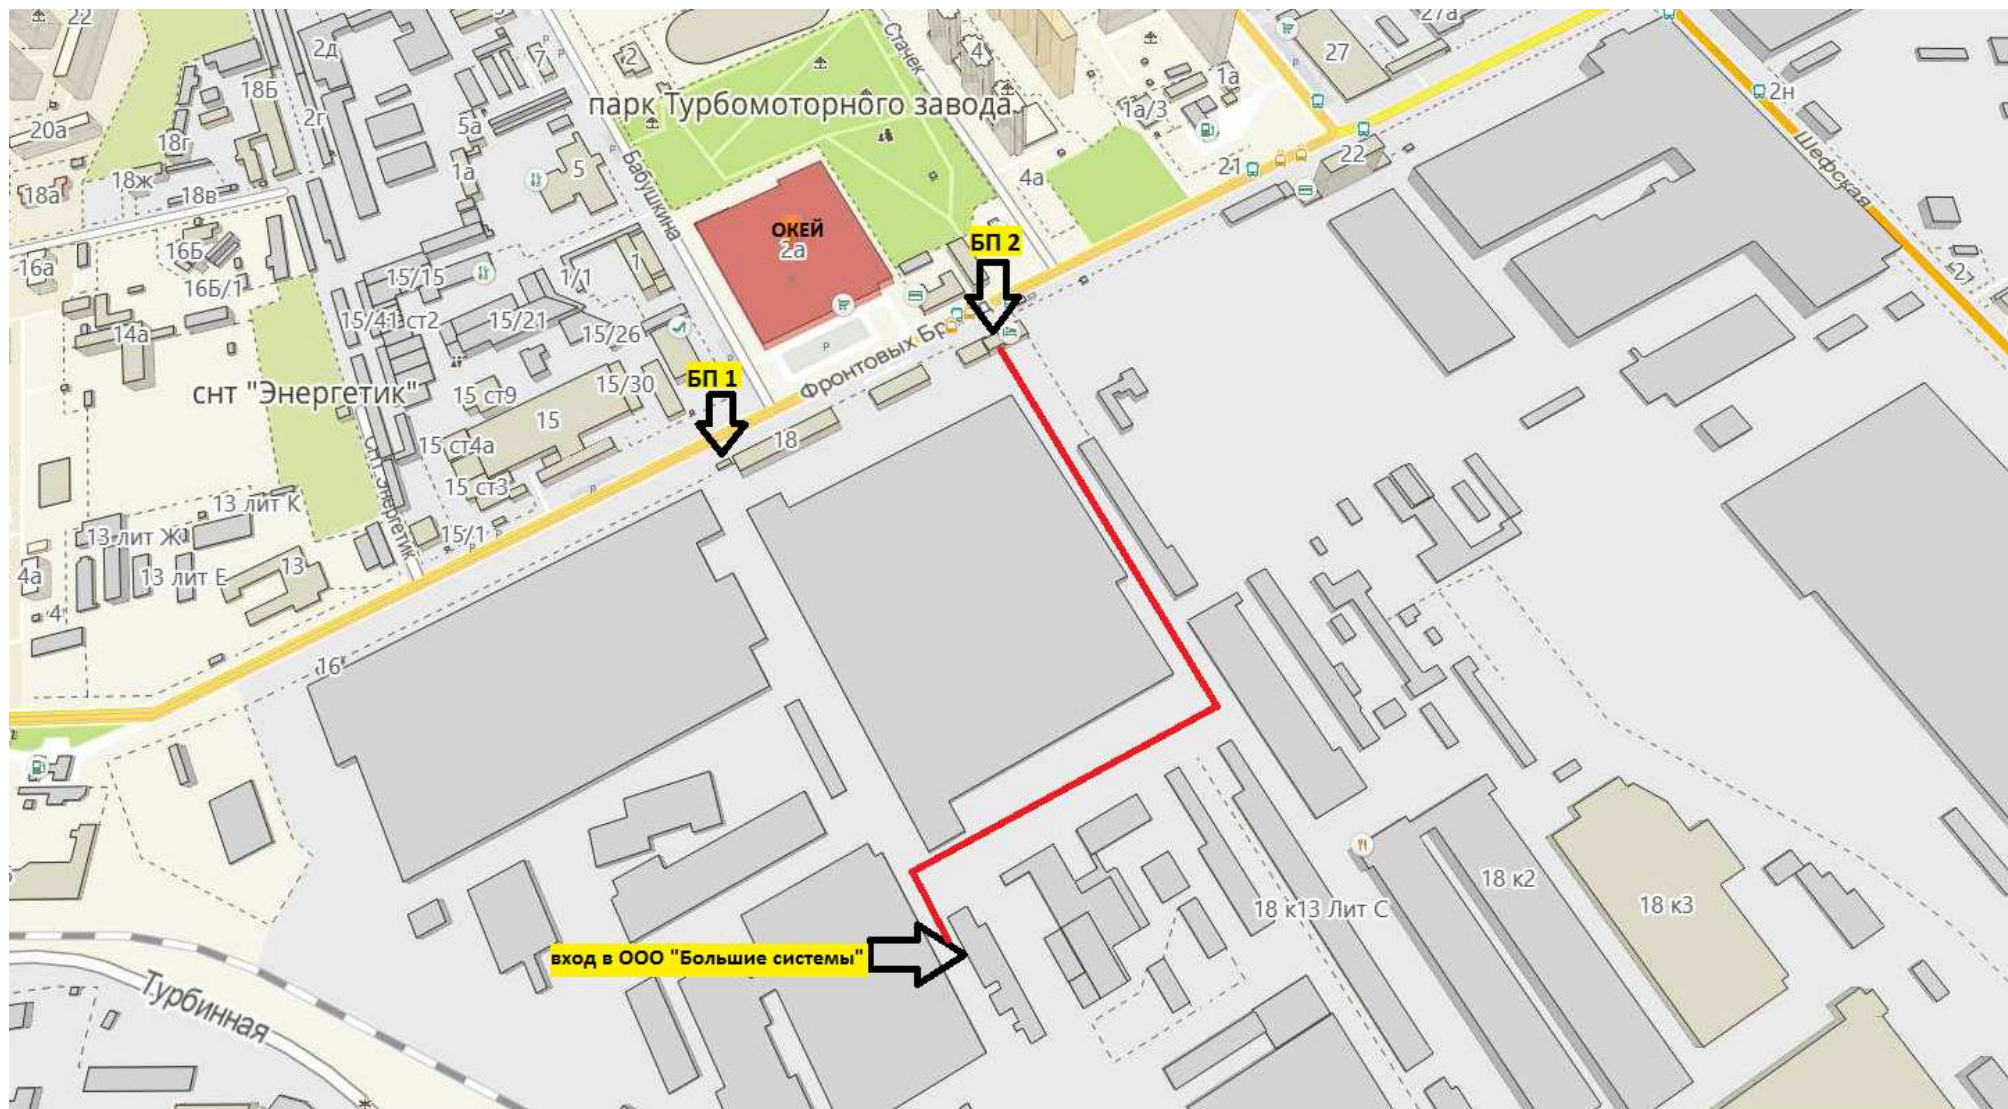 22
2д
7
2
Стачек
4
27
27а
1а
2н
18Б
2г
20а
18г
5а
парк Турбомоторного завода
1а/3
Шефская
18ж
1а
5
Бабушкина
21
22
18а
18в
4а
ОКЕЙ
2а
БП 2
16Б
16а
16Б/1
15/15
1/1
1
15/41 ст2
15/21
15/26
14а
Фронтовых Бр
БП 1
снт "Энергетик"
15 ст9
15/30
15
18
15 ст4а
15 ст3
13 лит К
13 лит Ж
15/1
4а
13 лит Е
13
4
16
18 к2
18 к3
18 к13 Лит С
вход в ООО "Большие системы"
Турбинная